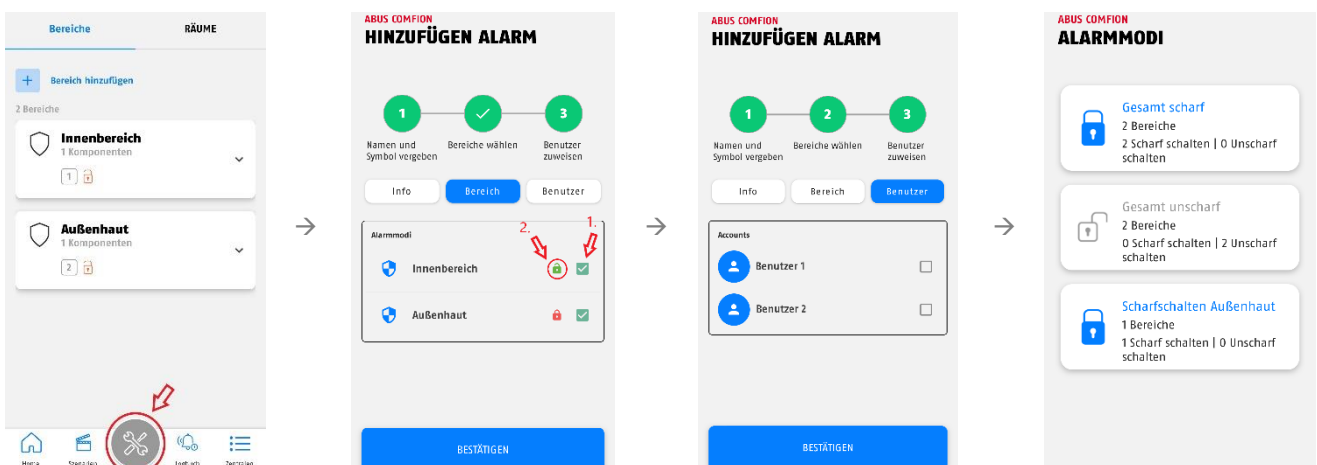 Bereiche
RÄUME
+ Bereich hinzufügen
2 Bereiche
Innenbereich
1 Komponenten
1
Außenhaut
1 Komponenten
2
Home
Szenarien
Logbuch
Zentralen
→
ABUS COMFION
HINZUFÜGEN ALARM
1
3
Namen und
Symbol vergeben
Bereiche wählen
Benutzer
zuweisen
Info
Bereich
Benutzer
Alarmmodi
2.
1.
Innenbereich
Außenhaut
BESTÄTIGEN
→
ABUS COMFION
HINZUFÜGEN ALARM
1
2
3
Namen und
Symbol vergeben
Bereiche wählen
Benutzer
zuweisen
Info
Bereich
Benutzer
Accounts
Benutzer 1
Benutzer 2
BESTÄTIGEN
→
ABUS COMFION
ALARMMODI
Gesamt scharf
2 Bereiche
2 Scharf schalten | 0 Unscharf
schalten
Gesamt unscharf
2 Bereiche
0 Scharf schalten | 2 Unscharf
schalten
Scharfschalten Außenhaut
1 Bereiche
1 Scharf schalten | 0 Unscharf
schalten